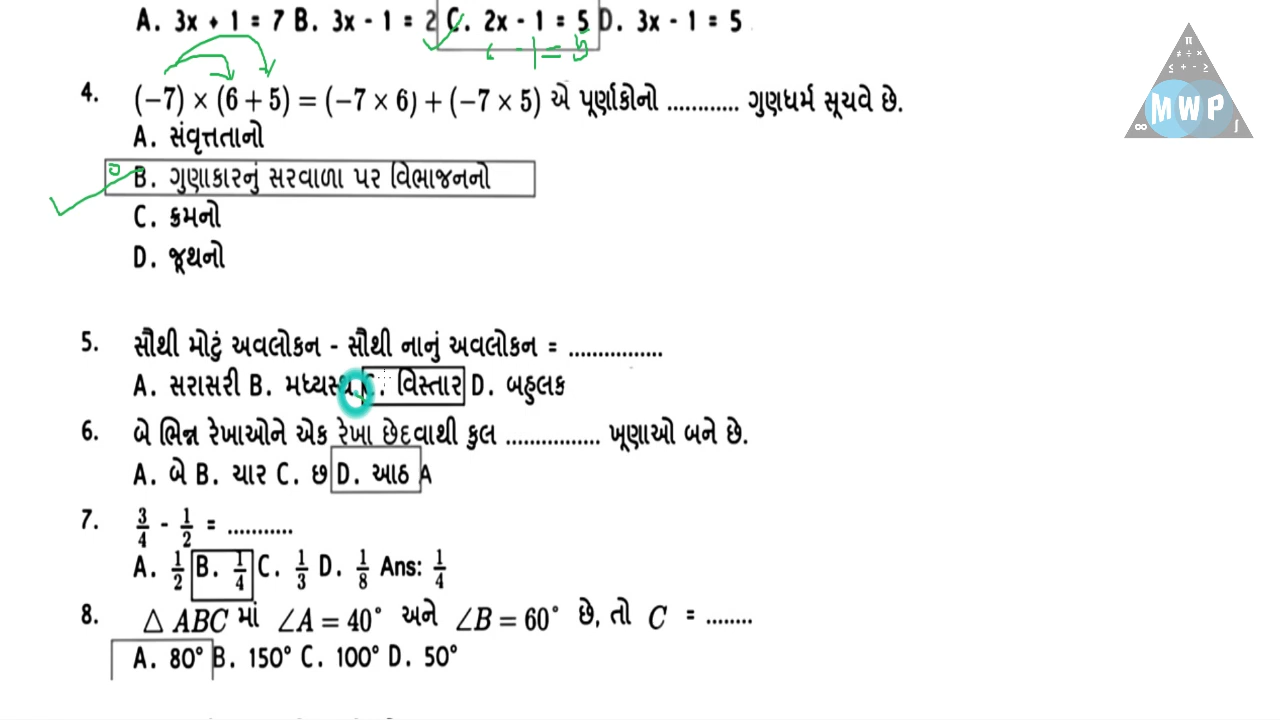 A. 3x + 1 = 7 B. 3x - 1 = 2 C. 2x - 1 = 5 D. 3x - 1 = 5
- 1 = 5
4. (−7) × (6 + 5) = (−7 × 6) + (−7 × 5) એ પૂર્ણાંકોનો ............ ગુણધર્મ સૂચવે છે.
A. સંવૃત્તતાનો
B. ગુણાકારનું સરવાળા પર વિભાજનનો
C. ક્રમનો
D. જૂથનો
5. સૌથી મોટું અવલોકન - સૌથી નાનું અવલોકન = ................
A. સરાસરી B. મધ્યસ્થ C. વિસ્તાર D. બહુલક
6. બે ભિન્ન રેખાઓને એક રેખા છેદવાથી કુલ ................ ખૂણાઓ બને છે.
A. બે B. ચાર C. છ D. આઠ A
7. 3/4 - 1/2 = ...........
A. 1/2 B. 1/4 C. 1/3 D. 1/8 Ans: 1/4
8. △ ABC માં ∠A = 40° અને ∠B = 60° છે, તો C = ........
A. 80° B. 150° C. 100° D. 50°
π
≠ ÷ ×
≤ + - ≥
MWP
∞ ∫